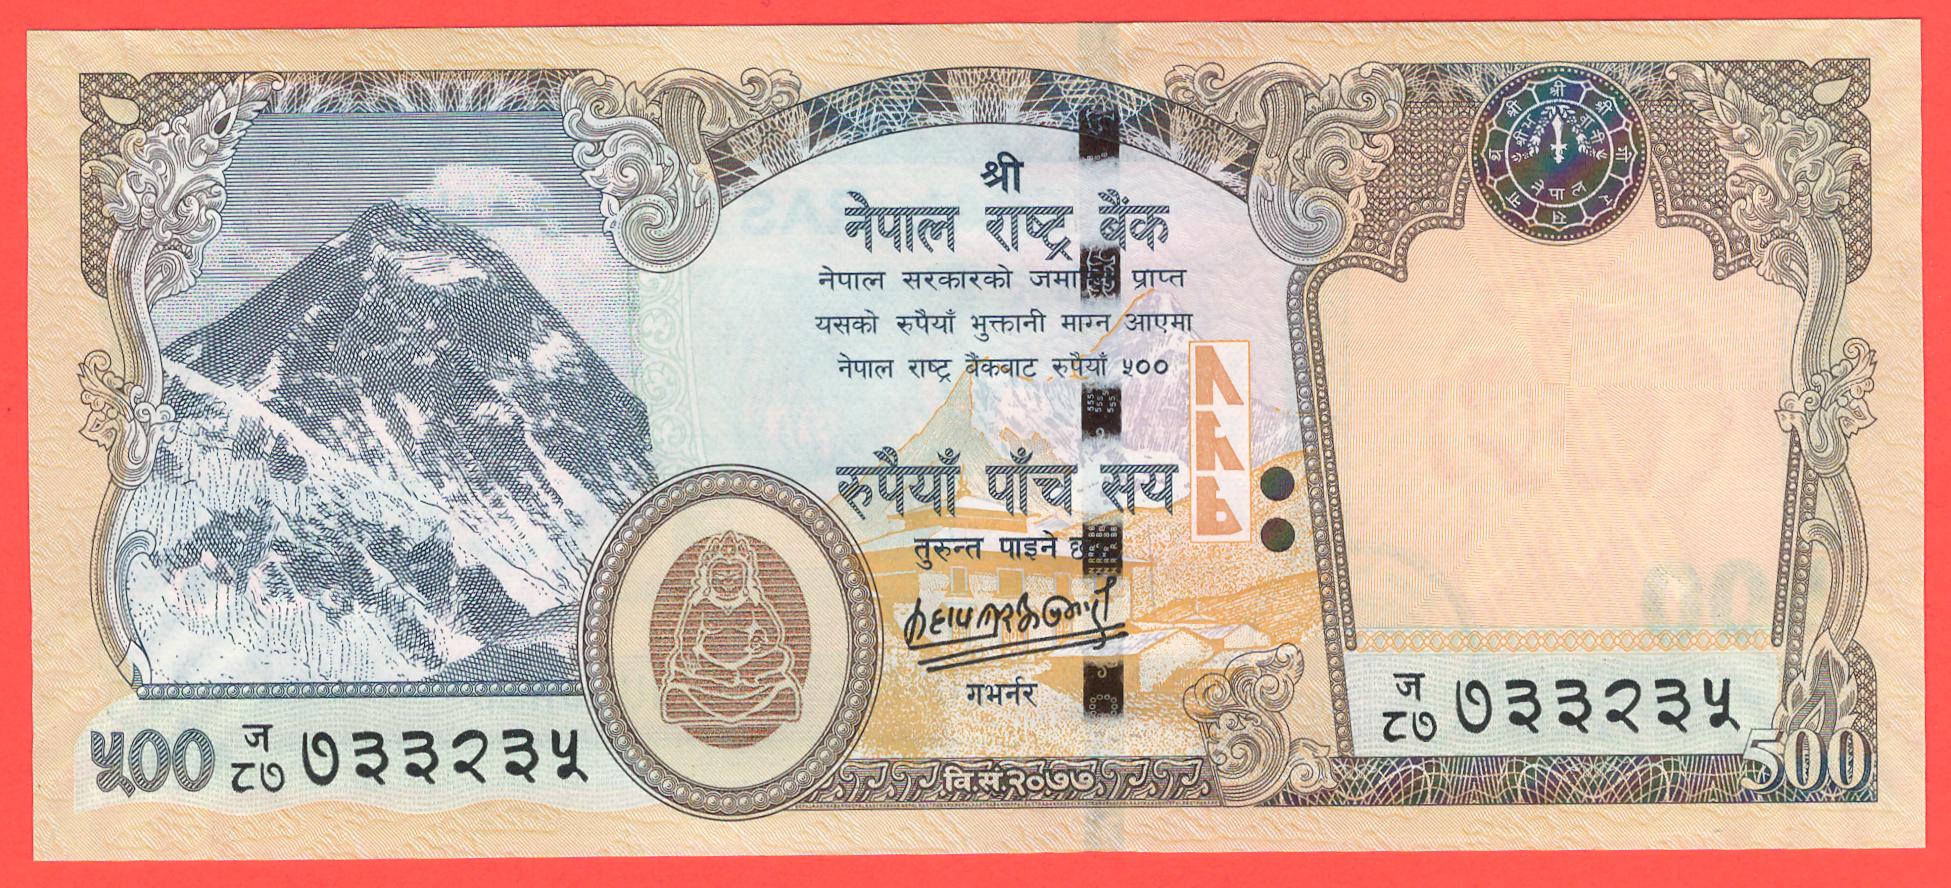 श्री
नेपाल राष्ट्र बैंक
नेपाल सरकारको जमा प्राप्त
यसको रुपैयाँ भुक्तानी माग्न आएमा
नेपाल राष्ट्र बैंकबाट रुपैयाँ ५००
रुपैयाँ पाँच सय
तुरुन्त पाइने छ
गभर्नर
वि.सं.२०७७
५००
ज
८७ ७३३२३५
ज
८७ ७३३२३५
500
नेपाल